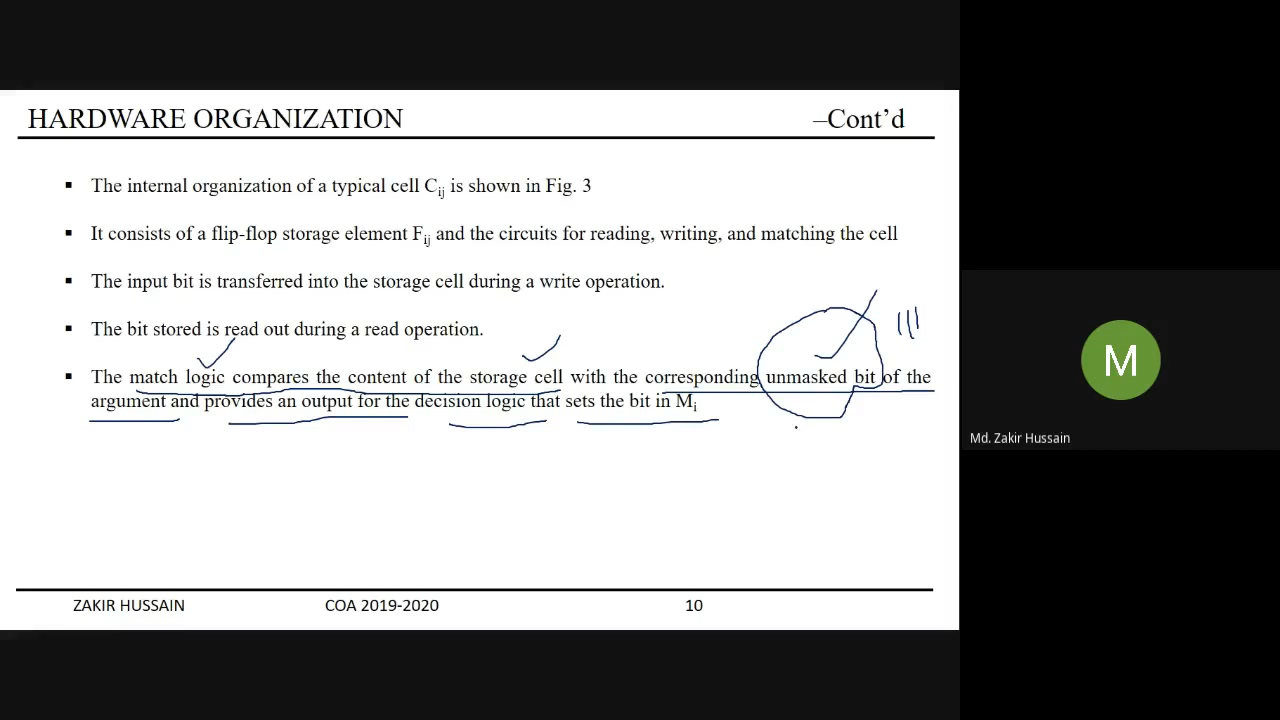 HARDWARE ORGANIZATION –Cont’d
▪ The internal organization of a typical cell Cij is shown in Fig. 3
▪ It consists of a flip-flop storage element Fij and the circuits for reading, writing, and matching the cell
▪ The input bit is transferred into the storage cell during a write operation.
▪ The bit stored is read out during a read operation.
111
▪ The match logic compares the content of the storage cell with the corresponding unmasked bit of the
argument and provides an output for the decision logic that sets the bit in Mi
ZAKIR HUSSAIN COA 2019-2020 10
M
Md. Zakir Hussain